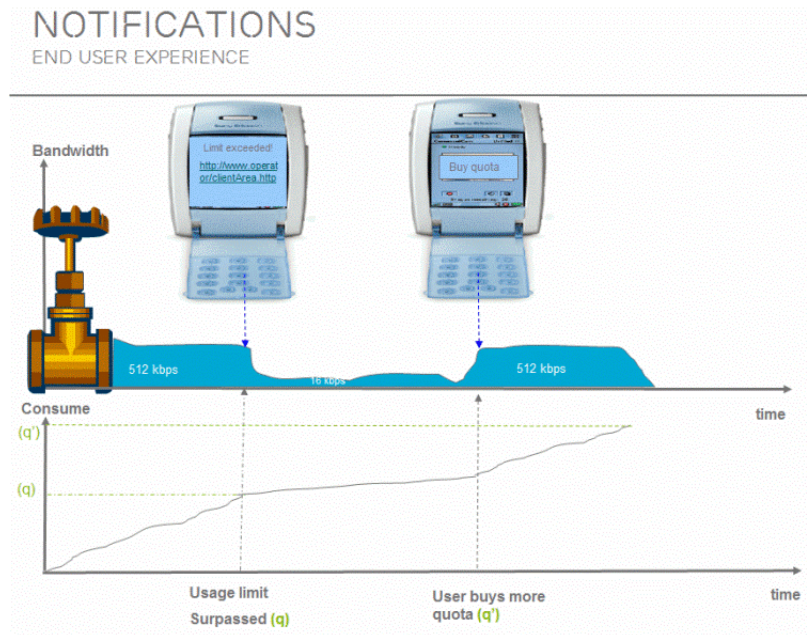 NOTIFICATIONS
END USER EXPERIENCE
Bandwidth
Limit exceeded!
http://www.operat
or/clientArea.http
Buy quota
512 kbps
16 kbps
512 kbps
time
Consume
(q')
(q)
Usage limit
Surpassed (q)
User buys more
quota (q')
time